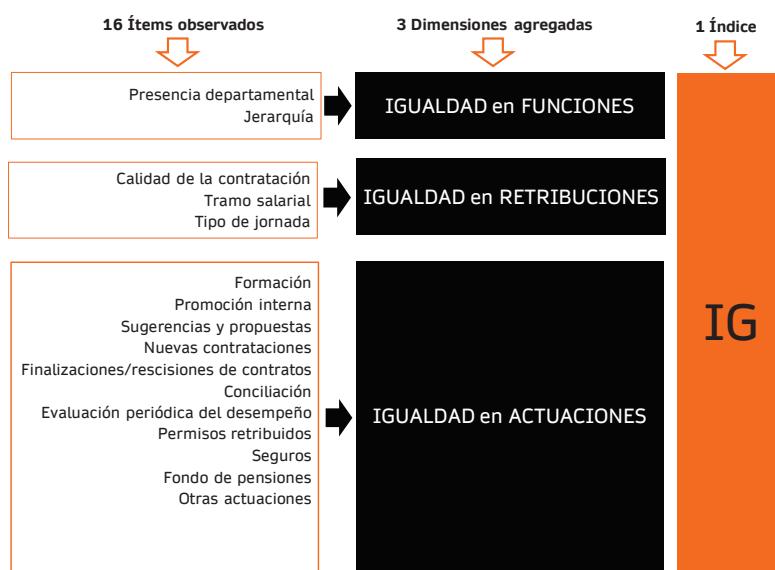 16 Ítems observados
3 Dimensiones agregadas
1 Índice
Presencia departamental
Jerarquía
IGUALDAD en FUNCIONES
Calidad de la contratación
Tramo salarial
Tipo de jornada
IGUALDAD en RETRIBUCIONES
Formación
Promoción interna
Sugerencias y propuestas
Nuevas contrataciones
Finalizaciones/rescisiones de contratos
Conciliación
Evaluación periódica del desempeño
Permisos retribuidos
Seguros
Fondo de pensiones
Otras actuaciones
IGUALDAD en ACTUACIONES
IG